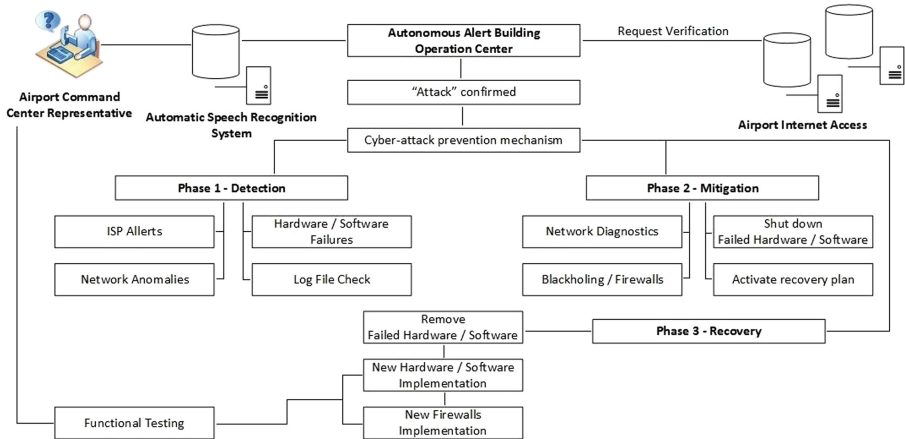 Autonomous Alert Building
Operation Center
Request Verification
Airport Command
Center Representative
Automatic Speech Recognition
System
"Attack" confirmed
Airport Internet Access
Cyber-attack prevention mechanism
Phase 1 - Detection
Phase 2 - Mitigation
ISP Allerts
Hardware / Software
Failures
Network Diagnostics
Shut down
Failed Hardware / Software
Network Anomalies
Log File Check
Blackholing / Firewalls
Activate recovery plan
Remove
Failed Hardware / Software
Phase 3 - Recovery
New Hardware / Software
Implementation
Functional Testing
New Firewalls
Implementation